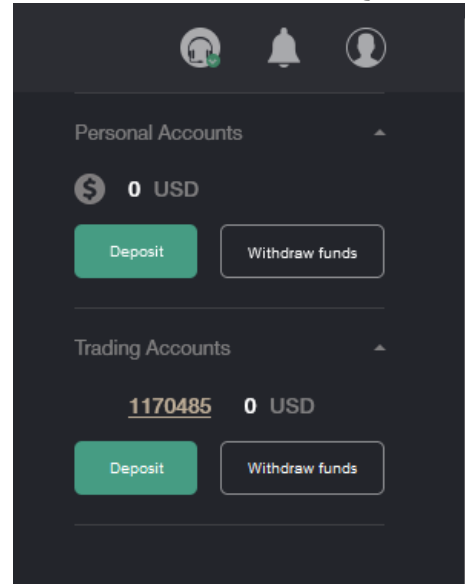 Personal Accounts
0 USD
Deposit Withdraw funds
Trading Accounts
1170485 0 USD
Deposit Withdraw funds